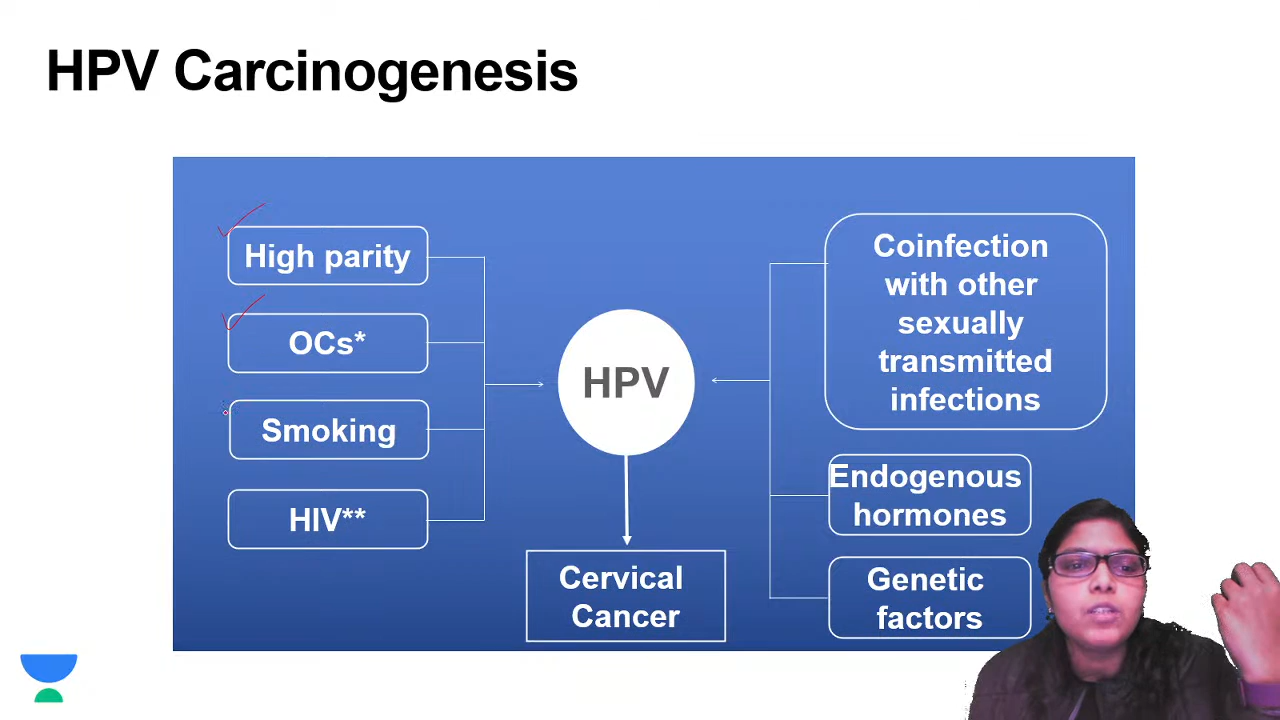 HPV Carcinogenesis
High parity
OCs*
Smoking
HIV**
HPV
Cervical
Cancer
Coinfection
with other
sexually
transmitted
infections
Endogenous
hormones
Genetic
factors